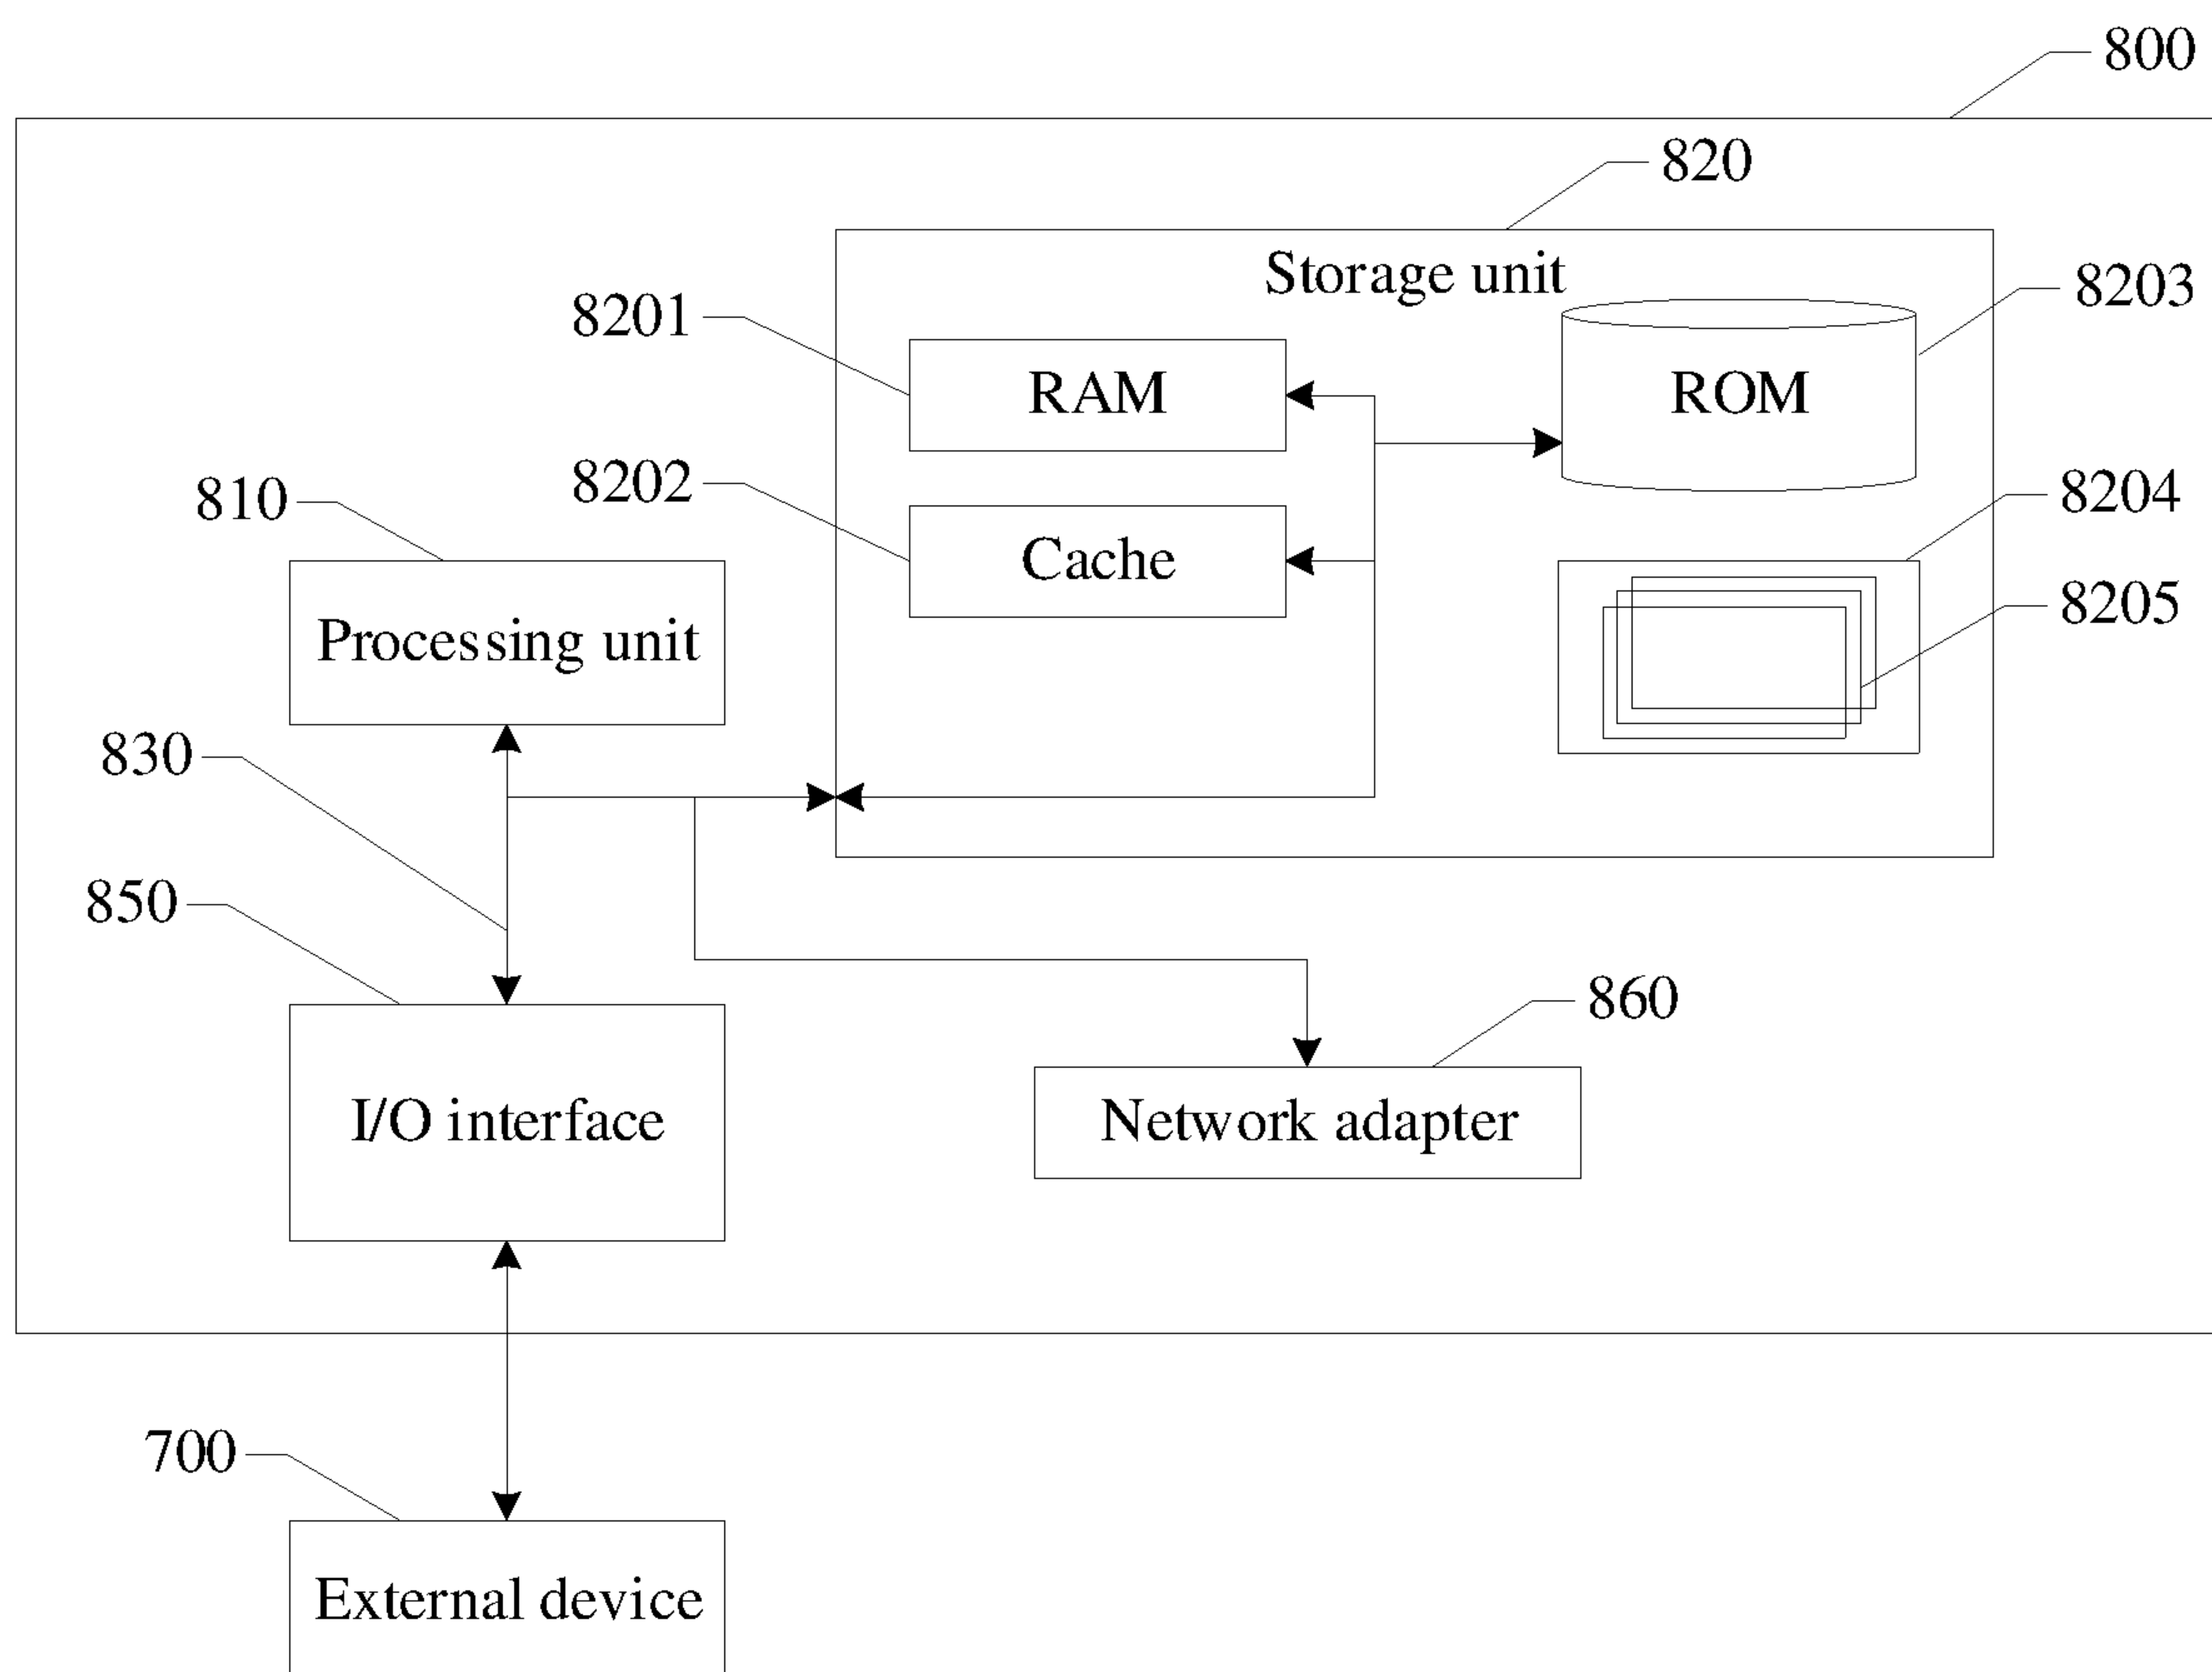 800
820
Storage unit
8203
8201
RAM
ROM
8202
8204
810
Cache
8205
Processing unit
830
850
860
I/O interface
Network adapter
700
External device